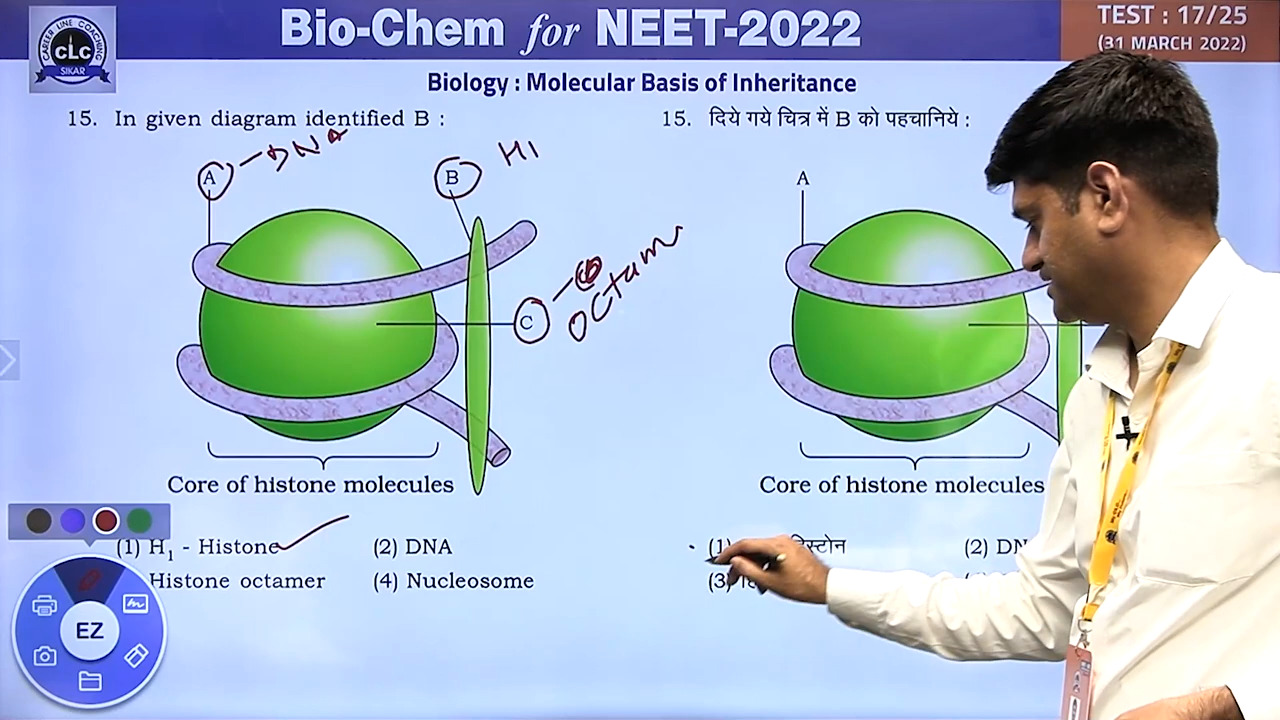 CAREER LINE COACHING
CLC
SIKAR
Bio-Chem for NEET-2022
TEST : 17/25
(31 MARCH 2022)
Biology : Molecular Basis of Inheritance
15. In given diagram identified B :
A
DNA
B
H1
C
Octam
Core of histone molecules
(1) H₁ - Histone
(2) DNA
Histone octamer
(4) Nucleosome
15. दिये गये चित्र में B को पहचानिये :
A
Core of histone molecules
(1)
(2) DN
(3)
EZ